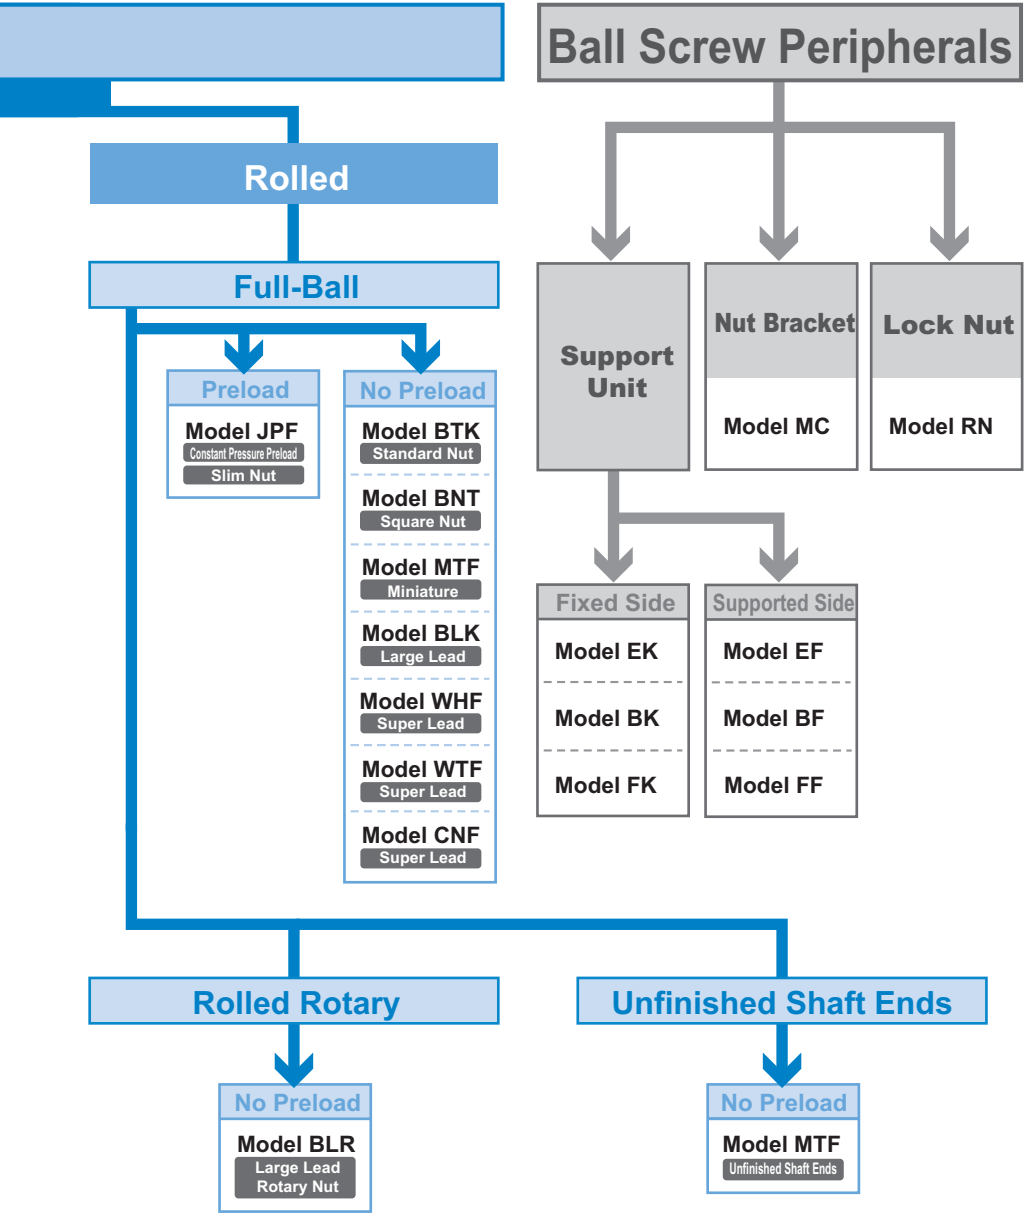 Ball Screw Peripherals
Rolled
Full-Ball
Preload
Model JPF
Constant Pressure Preload
Slim Nut
No Preload
Model BTK
Standard Nut
Model BNT
Square Nut
Model MTF
Miniature
Model BLK
Large Lead
Model WHF
Super Lead
Model WTF
Super Lead
Model CNF
Super Lead
Support
Unit
Nut Bracket
Model MC
Lock Nut
Model RN
Fixed Side
Model EK
Model BK
Model FK
Supported Side
Model EF
Model BF
Model FF
Rolled Rotary
No Preload
Model BLR
Large Lead
Rotary Nut
Unfinished Shaft Ends
No Preload
Model MTF
Unfinished Shaft Ends